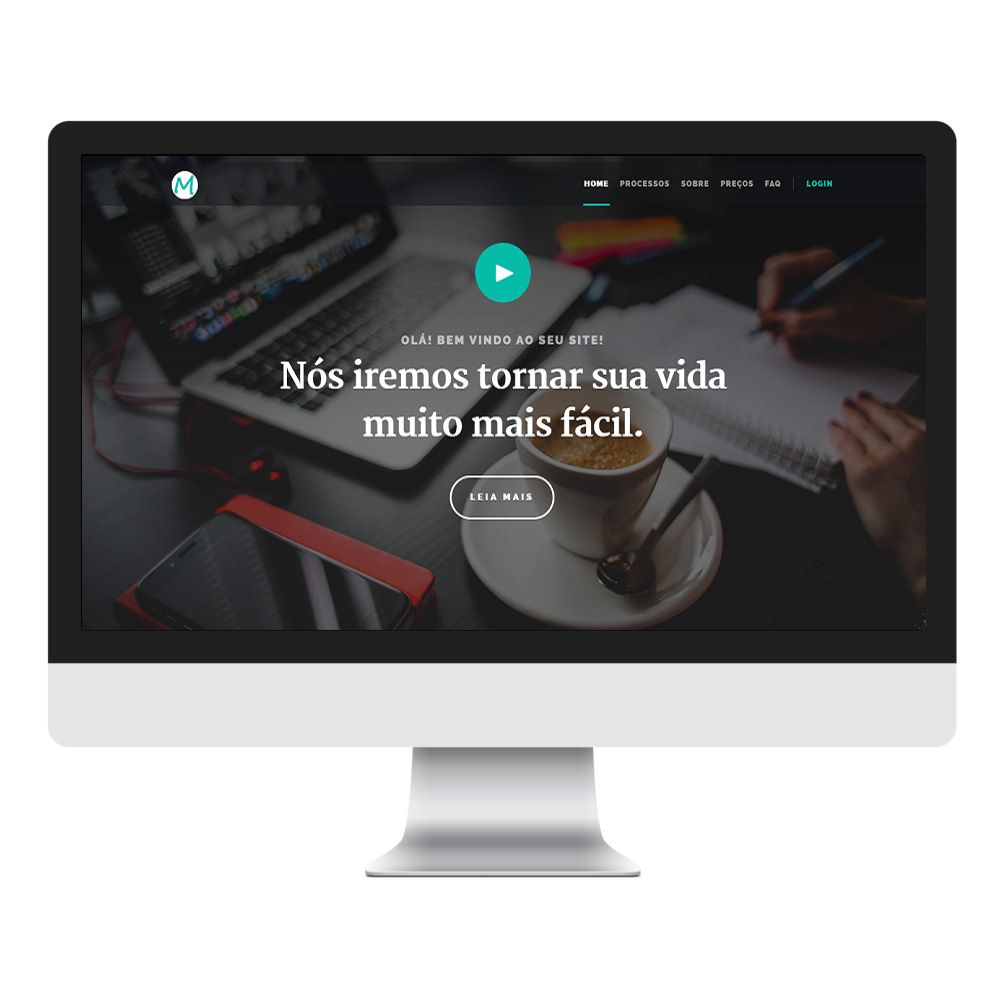 M
HOME PROCESSOS SOBRE PREÇOS FAQ LOGIN
OLÁ! BEM VINDO AO SEU SITE!
Nós iremos tornar sua vida
muito mais fácil.
LEIA MAIS